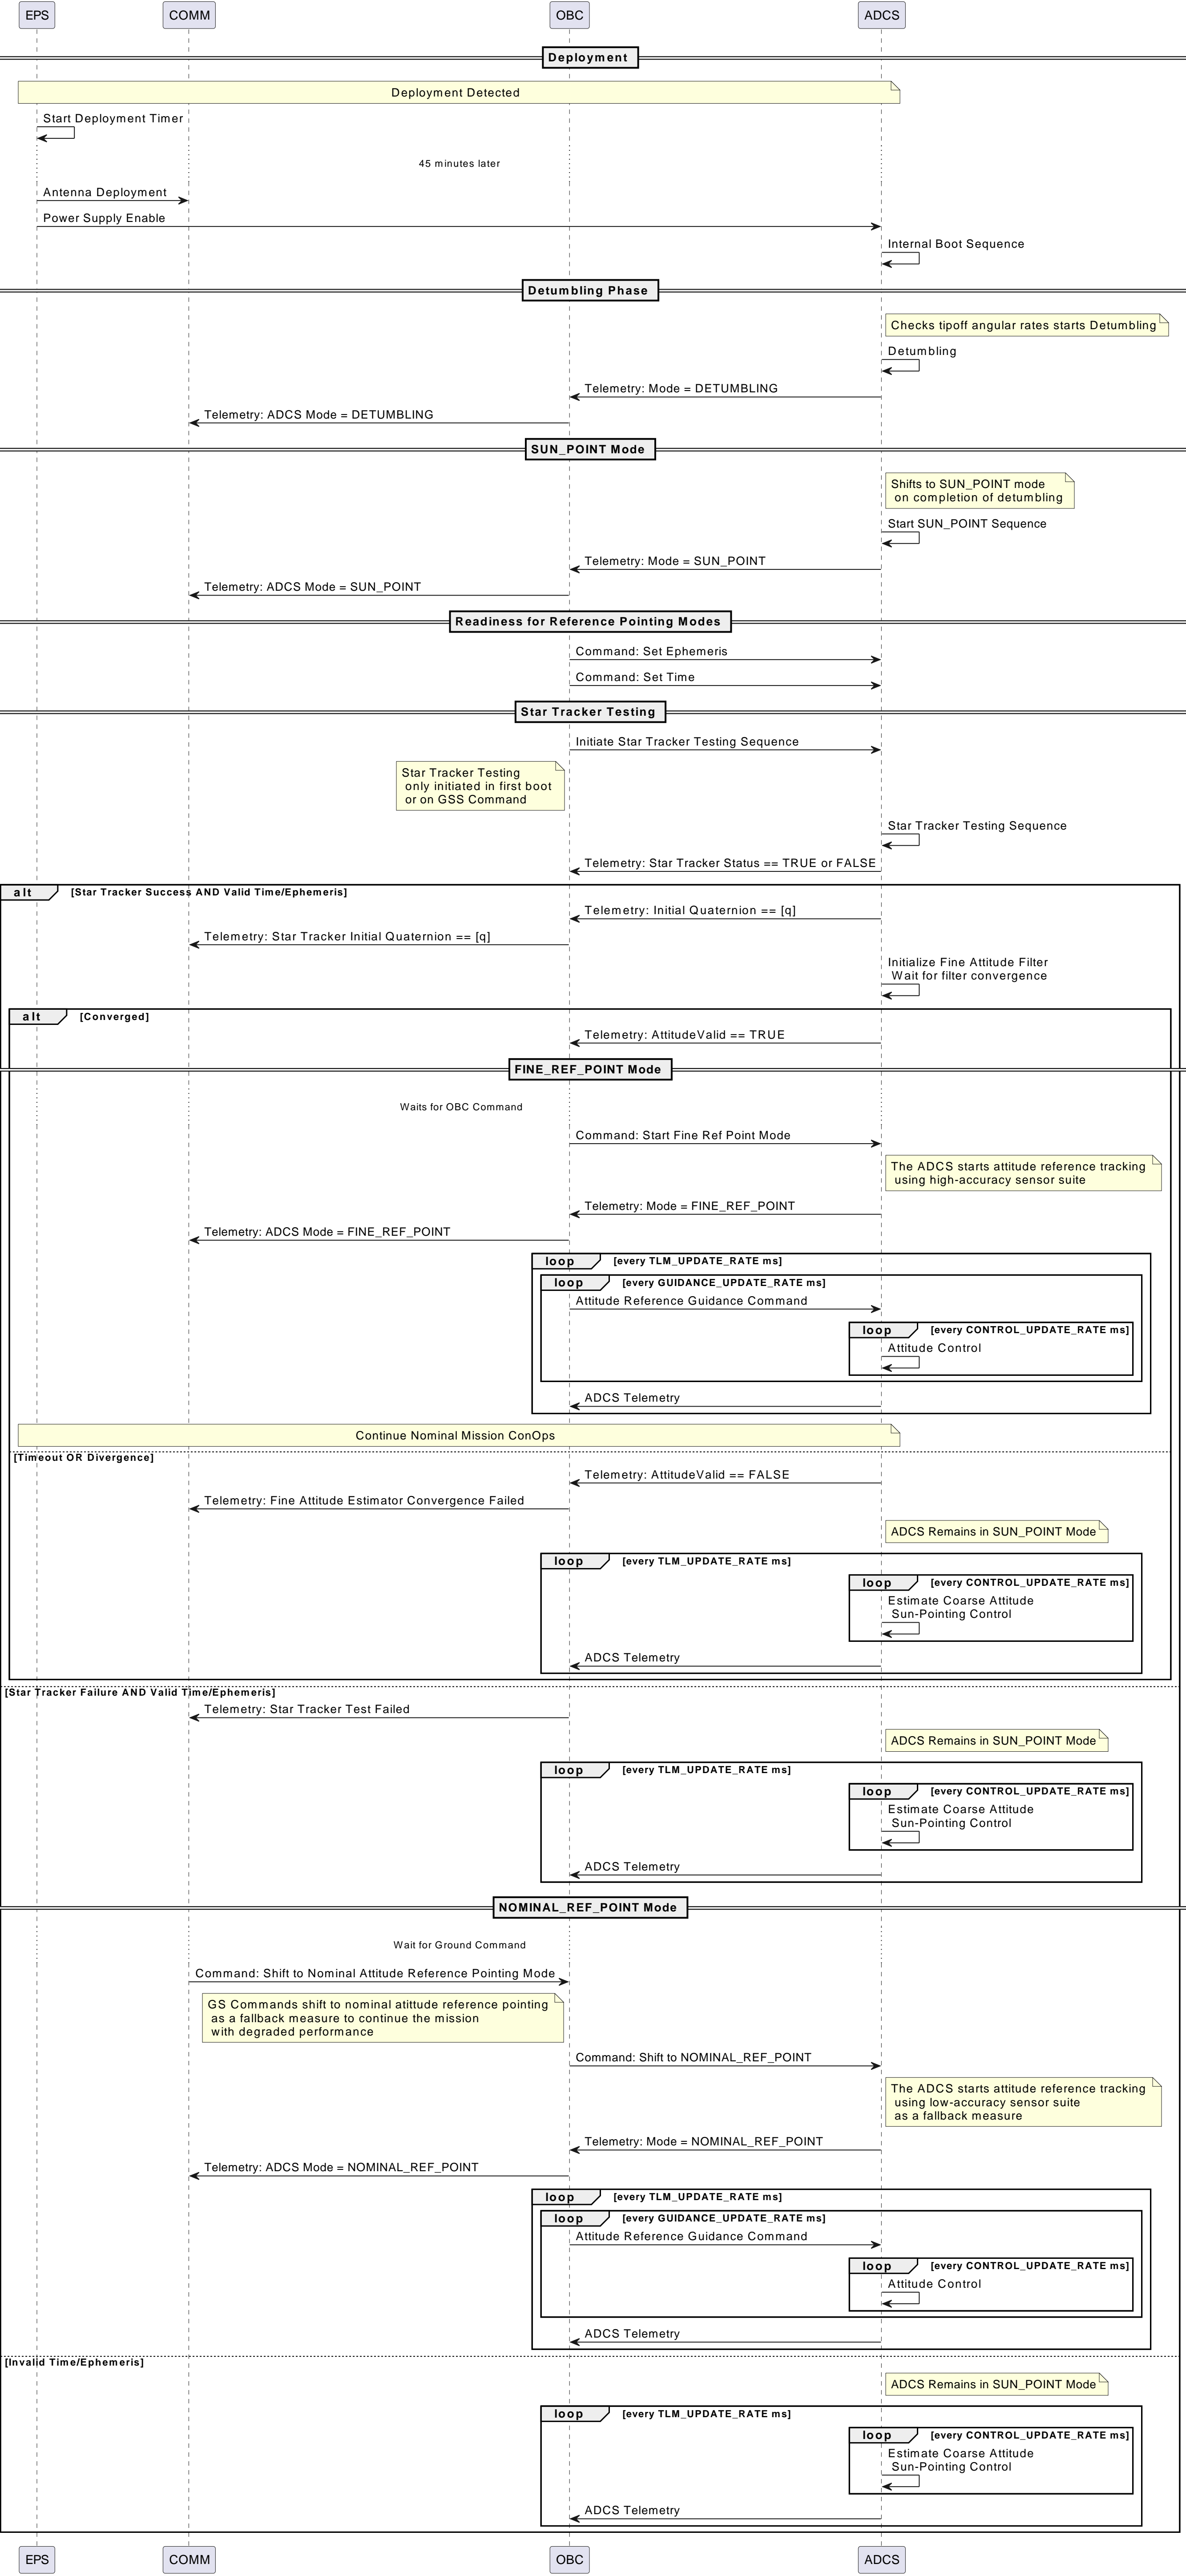 EPS COMM OBC ADCS
Deployment
Deployment Detected
Start Deployment Timer
45 minutes later
Antenna Deployment
Power Supply Enable
Internal Boot Sequence
Detumbling Phase
Checks tipoff angular rates starts Detumbling
Detumbling
Telemetry: Mode = DETUMBLING
Telemetry: ADCS Mode = DETUMBLING
SUN_POINT Mode
Shifts to SUN_POINT mode
on completion of detumbling
Start SUN_POINT Sequence
Telemetry: Mode = SUN_POINT
Telemetry: ADCS Mode = SUN_POINT
Readiness for Reference Pointing Modes
Command: Set Ephemeris
Command: Set Time
Star Tracker Testing
Initiate Star Tracker Testing Sequence
Star Tracker Testing
only initiated in first boot
or on GSS Command
Star Tracker Testing Sequence
Telemetry: Star Tracker Status == TRUE or FALSE
alt [Star Tracker Success AND Valid Time/Ephemeris]
Telemetry: Initial Quaternion == [q]
Telemetry: Star Tracker Initial Quaternion == [q]
Initialize Fine Attitude Filter
Wait for filter convergence
alt [Converged]
Telemetry: AttitudeValid == TRUE
FINE_REF_POINT Mode
Waits for OBC Command
Command: Start Fine Ref Point Mode
The ADCS starts attitude reference tracking
using high-accuracy sensor suite
Telemetry: Mode = FINE_REF_POINT
Telemetry: ADCS Mode = FINE_REF_POINT
loop [every TLM_UPDATE_RATE ms]
loop [every GUIDANCE_UPDATE_RATE ms]
Attitude Reference Guidance Command
loop [every CONTROL_UPDATE_RATE ms]
Attitude Control
ADCS Telemetry
Continue Nominal Mission ConOps
[Timeout OR Divergence]
Telemetry: AttitudeValid == FALSE
Telemetry: Fine Attitude Estimator Convergence Failed
ADCS Remains in SUN_POINT Mode
loop [every TLM_UPDATE_RATE ms]
loop [every CONTROL_UPDATE_RATE ms]
Estimate Coarse Attitude
Sun-Pointing Control
ADCS Telemetry
[Star Tracker Failure AND Valid Time/Ephemeris]
Telemetry: Star Tracker Test Failed
ADCS Remains in SUN_POINT Mode
loop [every TLM_UPDATE_RATE ms]
loop [every CONTROL_UPDATE_RATE ms]
Estimate Coarse Attitude
Sun-Pointing Control
ADCS Telemetry
NOMINAL_REF_POINT Mode
Wait for Ground Command
Command: Shift to Nominal Attitude Reference Pointing Mode
GS Commands shift to nominal atittude reference pointing
as a fallback measure to continue the mission
with degraded performance
Command: Shift to NOMINAL_REF_POINT
The ADCS starts attitude reference tracking
using low-accuracy sensor suite
as a fallback measure
Telemetry: Mode = NOMINAL_REF_POINT
Telemetry: ADCS Mode = NOMINAL_REF_POINT
loop [every TLM_UPDATE_RATE ms]
loop [every GUIDANCE_UPDATE_RATE ms]
Attitude Reference Guidance Command
loop [every CONTROL_UPDATE_RATE ms]
Attitude Control
ADCS Telemetry
[Invalid Time/Ephemeris]
ADCS Remains in SUN_POINT Mode
loop [every TLM_UPDATE_RATE ms]
loop [every CONTROL_UPDATE_RATE ms]
Estimate Coarse Attitude
Sun-Pointing Control
ADCS Telemetry
EPS COMM OBC ADCS